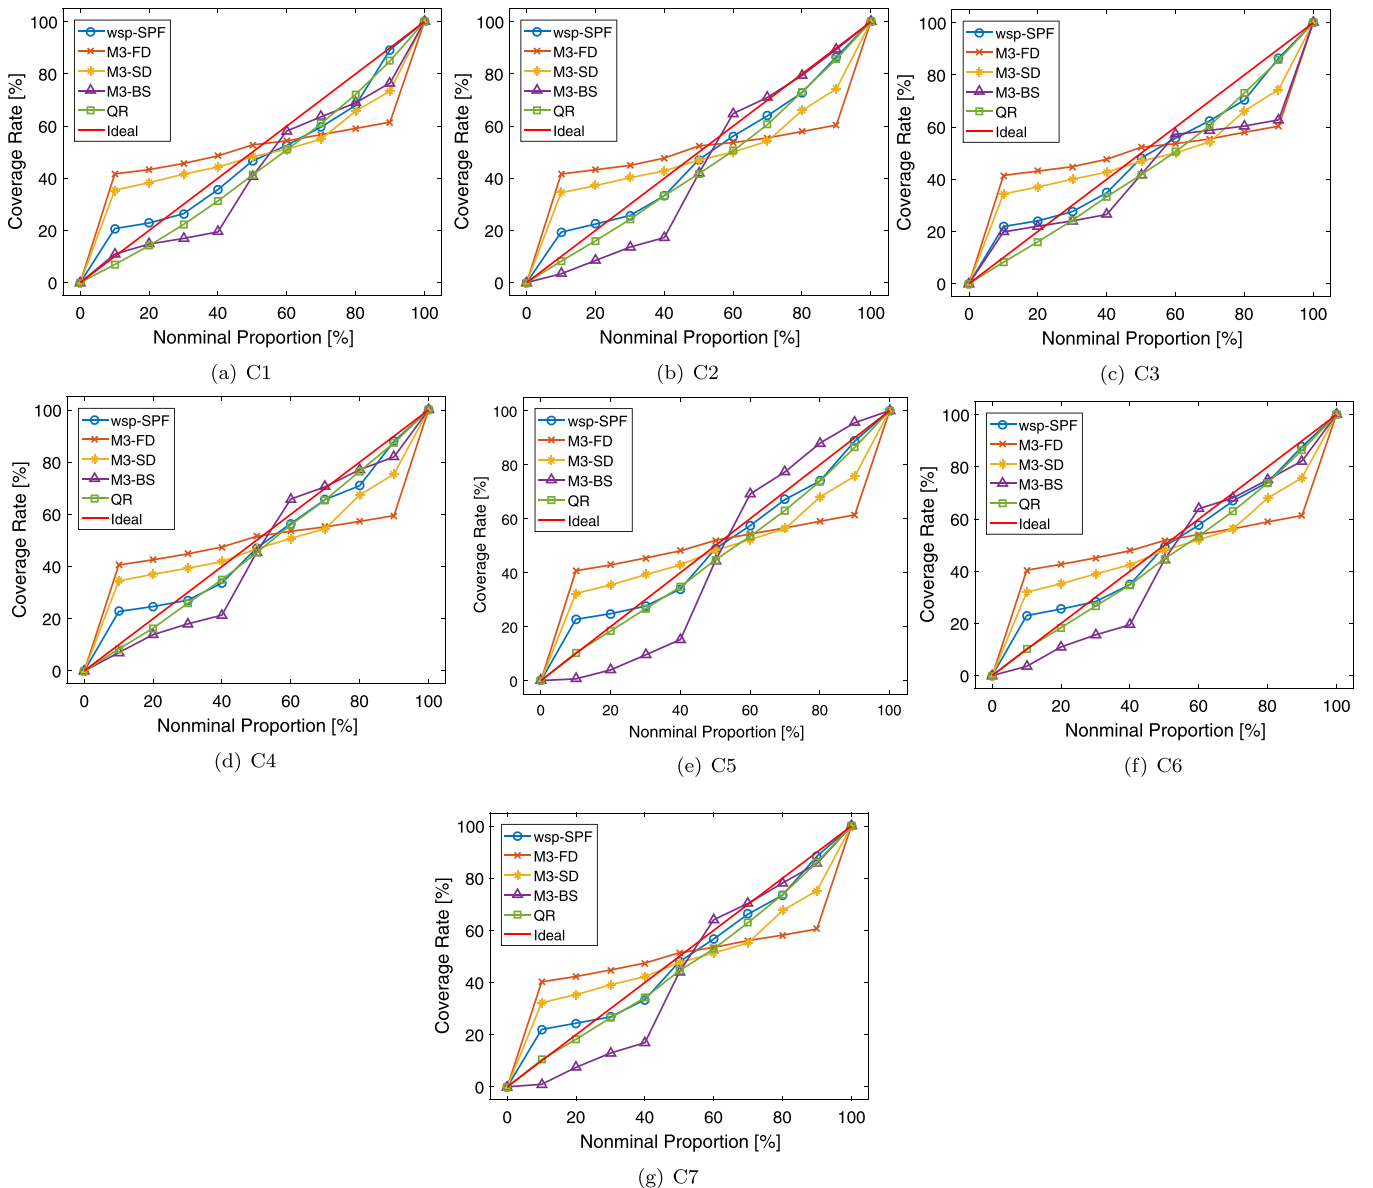 100
80
60
40
20
0
Coverage Rate [%]
wsp-SPF
M3-FD
M3-SD
M3-BS
QR
Ideal
0 20 40 60 80 100
Nonminal Proportion [%]
(a) C1
100
80
60
40
20
0
Coverage Rate [%]
wsp-SPF
M3-FD
M3-SD
M3-BS
QR
Ideal
0 20 40 60 80 100
Nonminal Proportion [%]
(b) C2
100
80
60
40
20
0
Coverage Rate [%]
wsp-SPF
M3-FD
M3-SD
M3-BS
QR
Ideal
0 20 40 60 80 100
Nonminal Proportion [%]
(c) C3
100
80
60
40
20
0
Coverage Rate [%]
wsp-SPF
M3-FD
M3-SD
M3-BS
QR
Ideal
0 20 40 60 80 100
Nonminal Proportion [%]
(d) C4
100
80
60
40
20
0
Coverage Rate [%]
wsp-SPF
M3-FD
M3-SD
M3-BS
QR
Ideal
0 20 40 60 80 100
Nonminal Proportion [%]
(e) C5
100
80
60
40
20
0
Coverage Rate [%]
wsp-SPF
M3-FD
M3-SD
M3-BS
QR
Ideal
0 20 40 60 80 100
Nonminal Proportion [%]
(f) C6
100
80
60
40
20
0
Coverage Rate [%]
wsp-SPF
M3-FD
M3-SD
M3-BS
QR
Ideal
0 20 40 60 80 100
Nonminal Proportion [%]
(g) C7